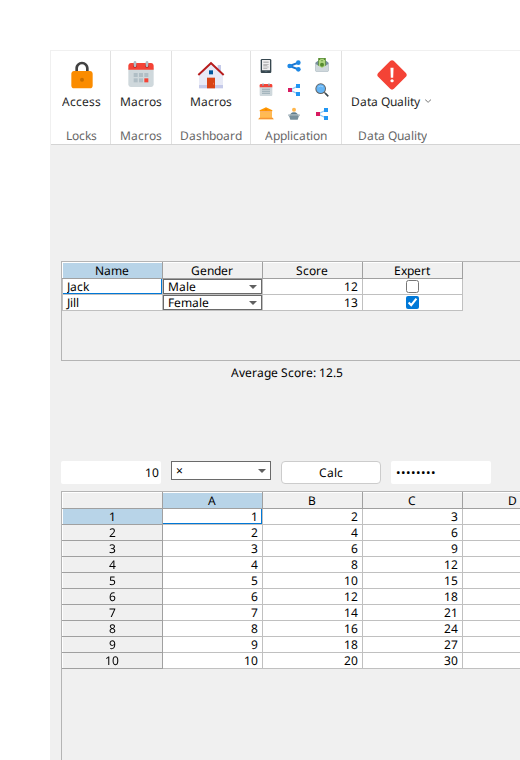 Access Macros Macros Data Quality
Locks Macros Dashboard Application Data Quality
Name Gender Score Expert
Jack Male 12
Jill Female 13
Average Score: 12.5
10 × Calc ••••••••
A B C D
1 1 2 3
2 2 4 6
3 3 6 9
4 4 8 12
5 5 10 15
6 6 12 18
7 7 14 21
8 8 16 24
9 9 18 27
10 10 20 30